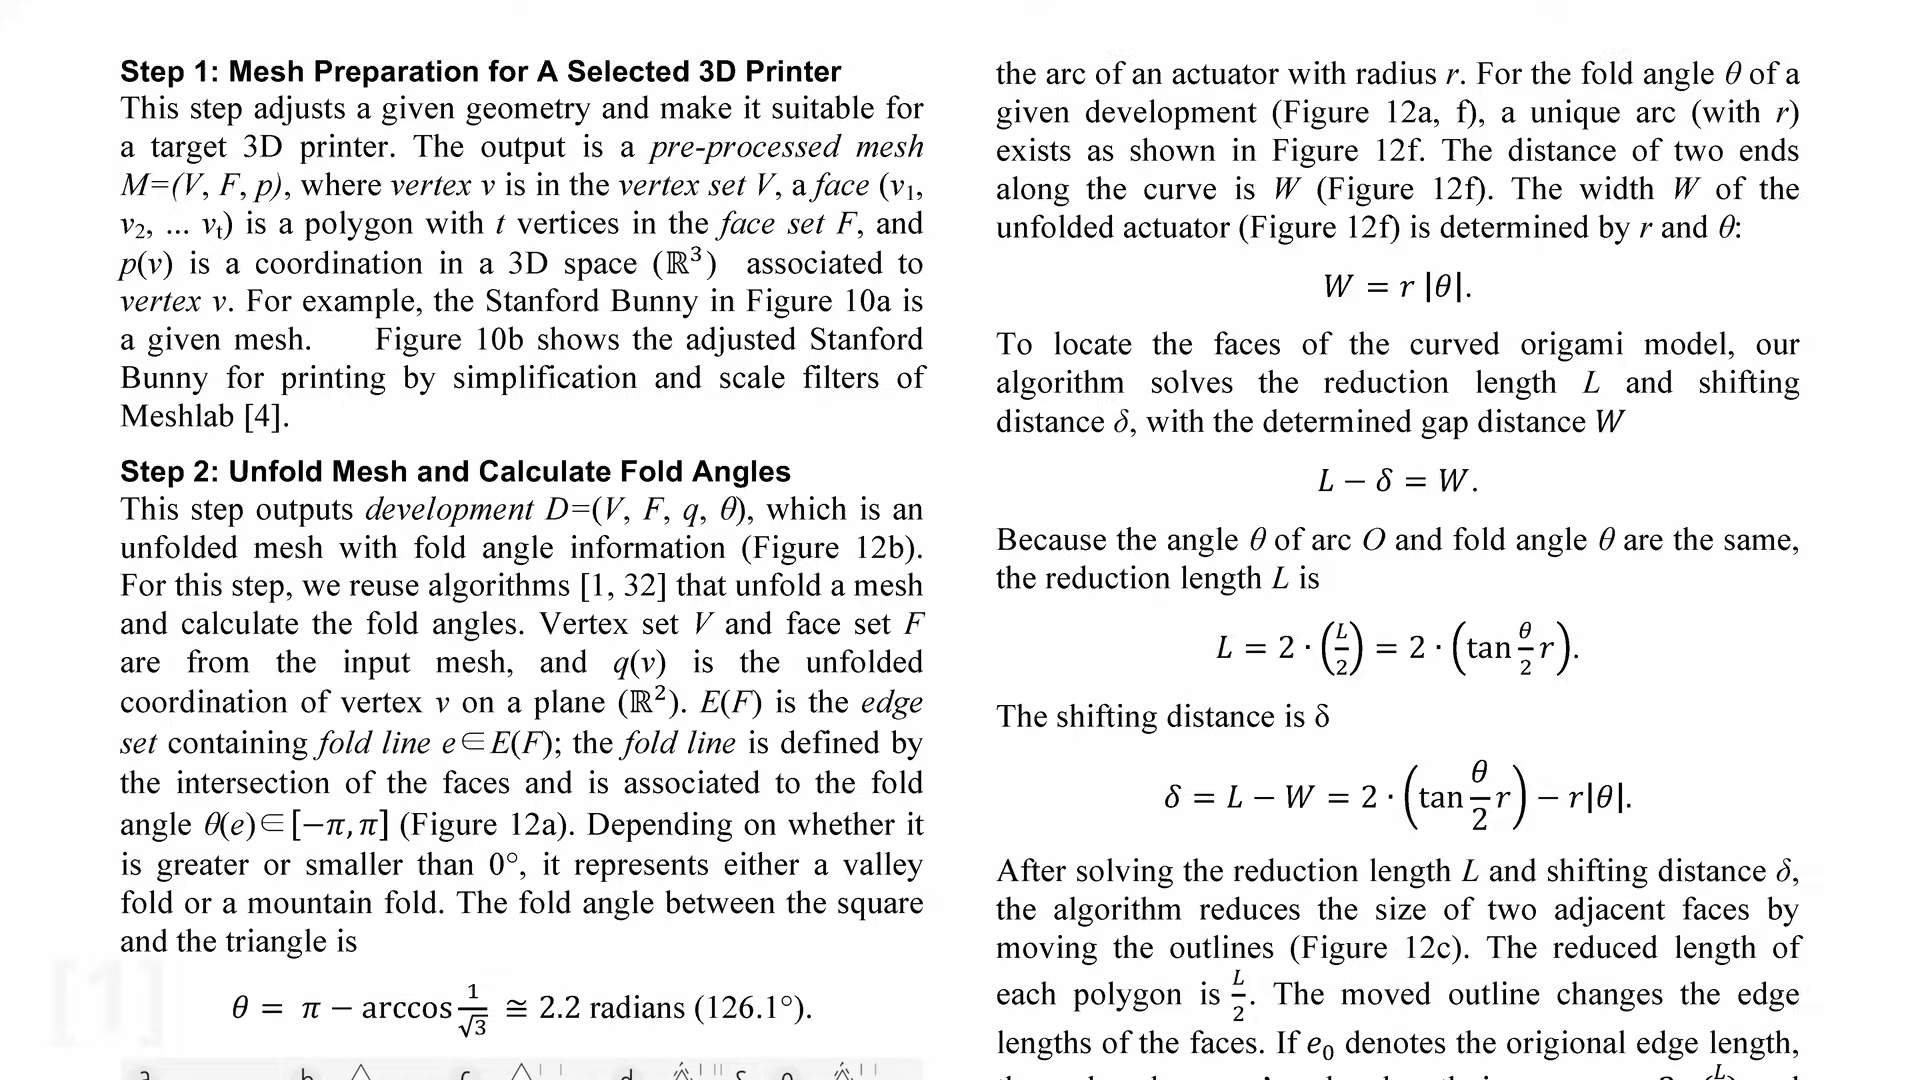 Step 1: Mesh Preparation for A Selected 3D Printer
This step adjusts a given geometry and make it suitable for
a target 3D printer. The output is a pre-processed mesh
M=(V, F, p), where vertex v is in the vertex set V, a face (v₁,
v₂, ... vₜ) is a polygon with t vertices in the face set F, and
p(v) is a coordination in a 3D space (ℝ³) associated to
vertex v. For example, the Stanford Bunny in Figure 10a is
a given mesh. Figure 10b shows the adjusted Stanford
Bunny for printing by simplification and scale filters of
Meshlab [4].
Step 2: Unfold Mesh and Calculate Fold Angles
This step outputs development D=(V, F, q, θ), which is an
unfolded mesh with fold angle information (Figure 12b).
For this step, we reuse algorithms [1, 32] that unfold a mesh
and calculate the fold angles. Vertex set V and face set F
are from the input mesh, and q(v) is the unfolded
coordination of vertex v on a plane (ℝ²). E(F) is the edge
set containing fold line e∈E(F); the fold line is defined by
the intersection of the faces and is associated to the fold
angle θ(e)∈[−π, π] (Figure 12a). Depending on whether it
is greater or smaller than 0°, it represents either a valley
fold or a mountain fold. The fold angle between the square
and the triangle is
θ = π − arccos 1/√3 ≅ 2.2 radians (126.1°).
[1]
a b c d e
the arc of an actuator with radius r. For the fold angle θ of a
given development (Figure 12a, f), a unique arc (with r)
exists as shown in Figure 12f. The distance of two ends
along the curve is W (Figure 12f). The width W of the
unfolded actuator (Figure 12f) is determined by r and θ:
W = r |θ|.
To locate the faces of the curved origami model, our
algorithm solves the reduction length L and shifting
distance δ, with the determined gap distance W
L − δ = W.
Because the angle θ of arc O and fold angle θ are the same,
the reduction length L is
L = 2 · (L/2) = 2 · (tan θ/2 r).
The shifting distance is δ
δ = L − W = 2 · (tan θ/2 r) − r|θ|.
After solving the reduction length L and shifting distance δ,
the algorithm reduces the size of two adjacent faces by
moving the outlines (Figure 12c). The reduced length of
each polygon is L/2. The moved outline changes the edge
lengths of the faces. If e₀ denotes the origional edge length,